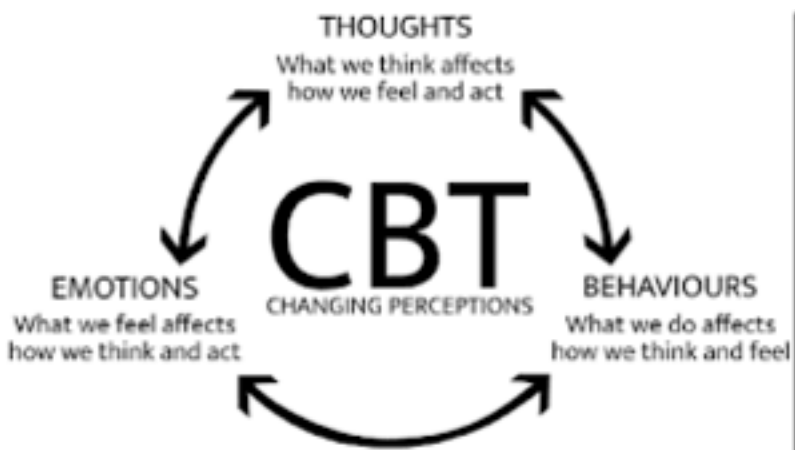 THOUGHTS
What we think affects
how we feel and act
CBT
CHANGING PERCEPTIONS
EMOTIONS
What we feel affects
how we think and act
BEHAVIOURS
What we do affects
how we think and feel